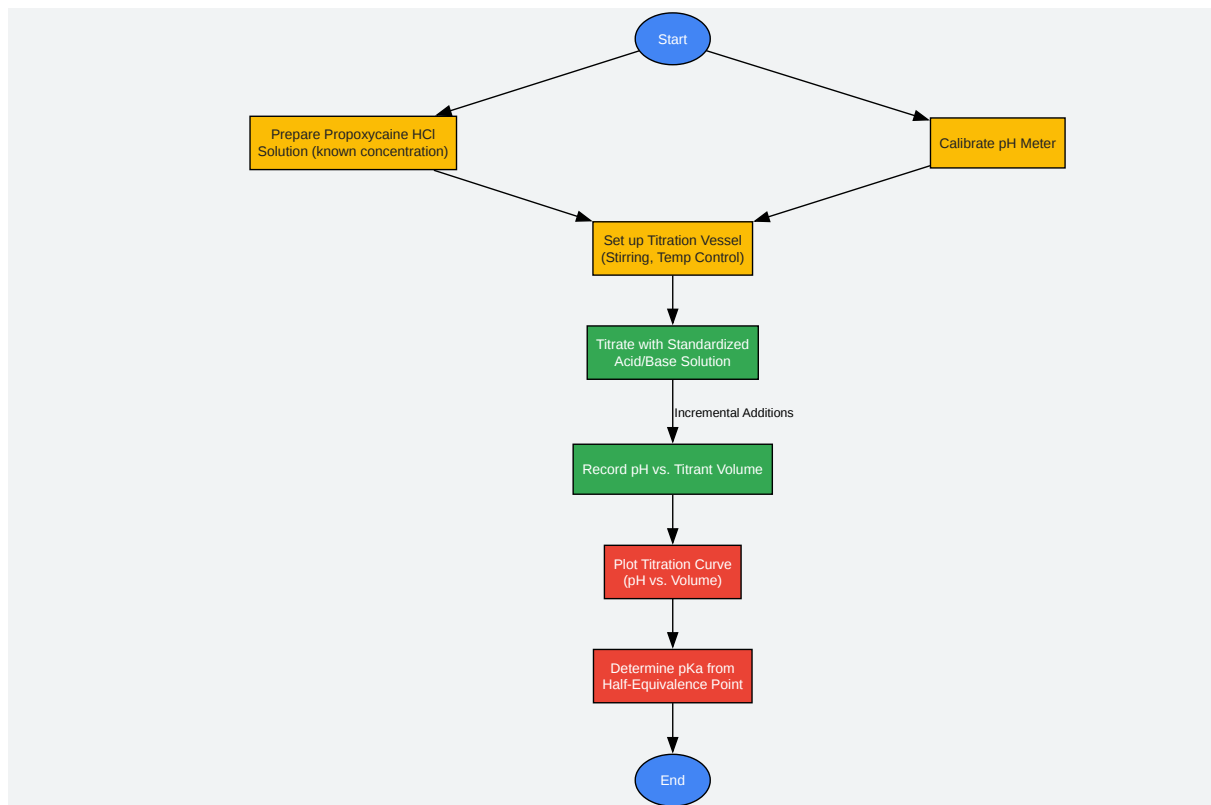 Start
Prepare Propoxycaine HCl
Solution (known concentration)
Calibrate pH Meter
Set up Titration Vessel
(Stirring, Temp Control)
Titrate with Standardized
Acid/Base Solution
Incremental Additions
Record pH vs. Titrant Volume
Plot Titration Curve
(pH vs. Volume)
Determine pKa from
Half-Equivalence Point
End